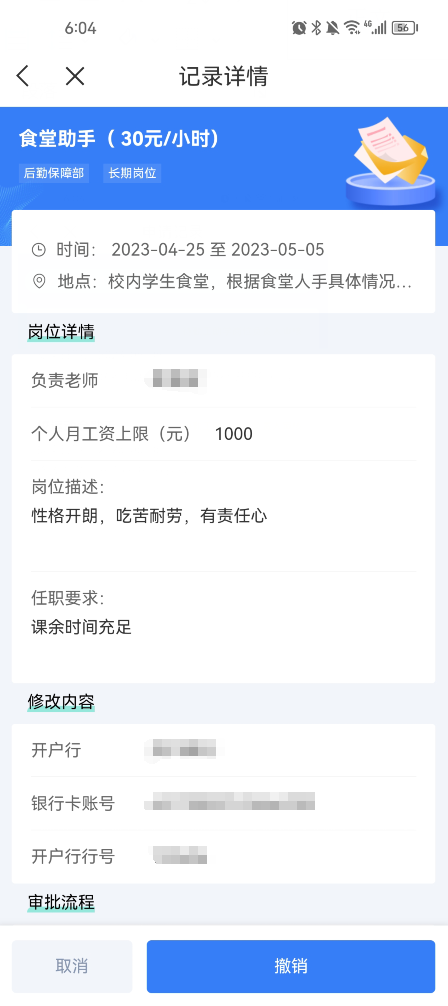 6:04
4G
56
记录详情
食堂助手（30元/小时）
后勤保障部 长期岗位
时间： 2023-04-25 至 2023-05-05
地点：校内学生食堂，根据食堂人手具体情况...
岗位详情
负责老师
个人月工资上限（元） 1000
岗位描述：
性格开朗，吃苦耐劳，有责任心
任职要求：
课余时间充足
修改内容
开户行
银行卡账号
开户行行号
审批流程
取消 撤销